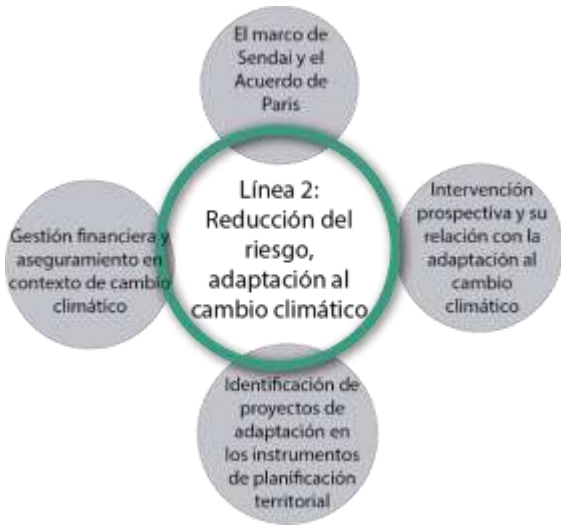 El marco de
Sendai y el
Acuerdo de
Paris
Línea 2:
Reducción del
riesgo,
adaptación al
cambio climático
Intervención
prospectiva y su
relación con la
adaptación al
cambio
climático
Gestión financiera y
aseguramiento en
contexto de cambio
climático
Identificación de
proyectos de
adaptación en
los instrumentos
de planificación
territorial